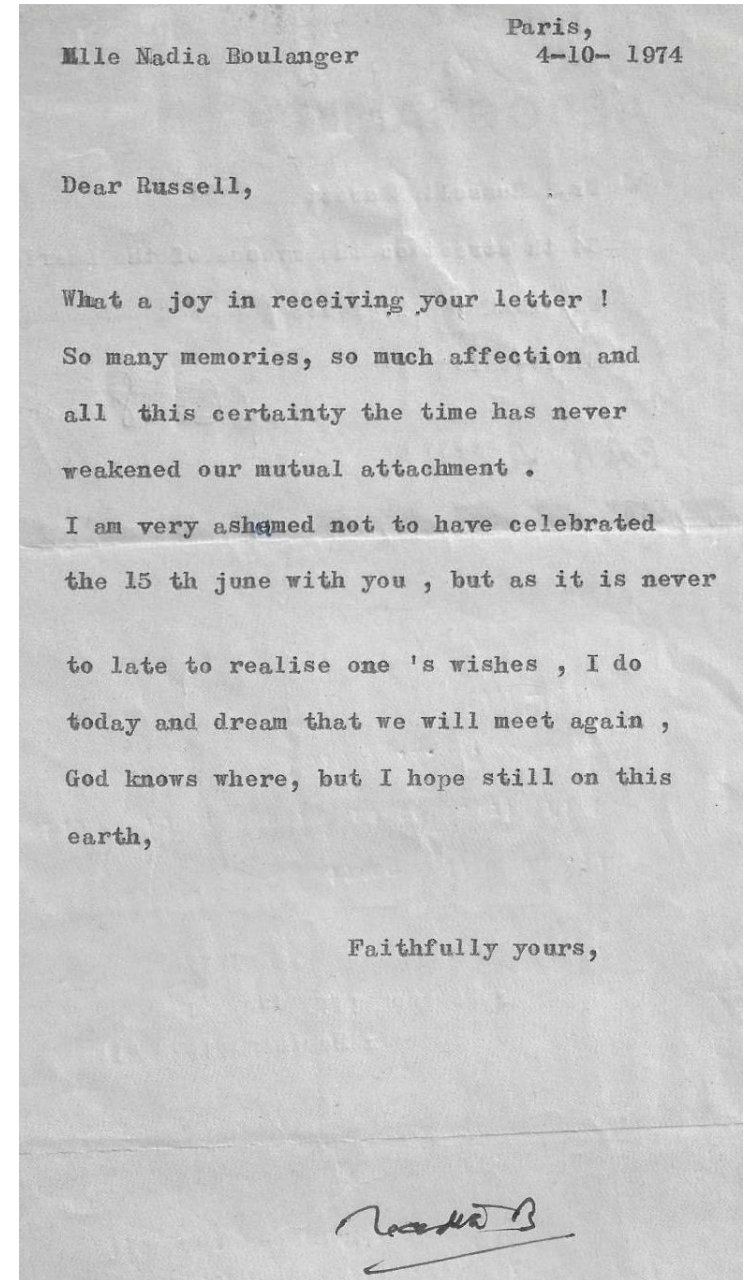 Paris,
Mlle Nadia Boulanger 4-10- 1974
Dear Russell,
What a joy in receiving your letter !
So many memories, so much affection and
all this certainty the time has never
weakened our mutual attachment .
I am very ashamed not to have celebrated
the 15 th june with you , but as it is never
to late to realise one 's wishes , I do
today and dream that we will meet again ,
God knows where, but I hope still on this
earth,
Faithfully yours,
Nadia B